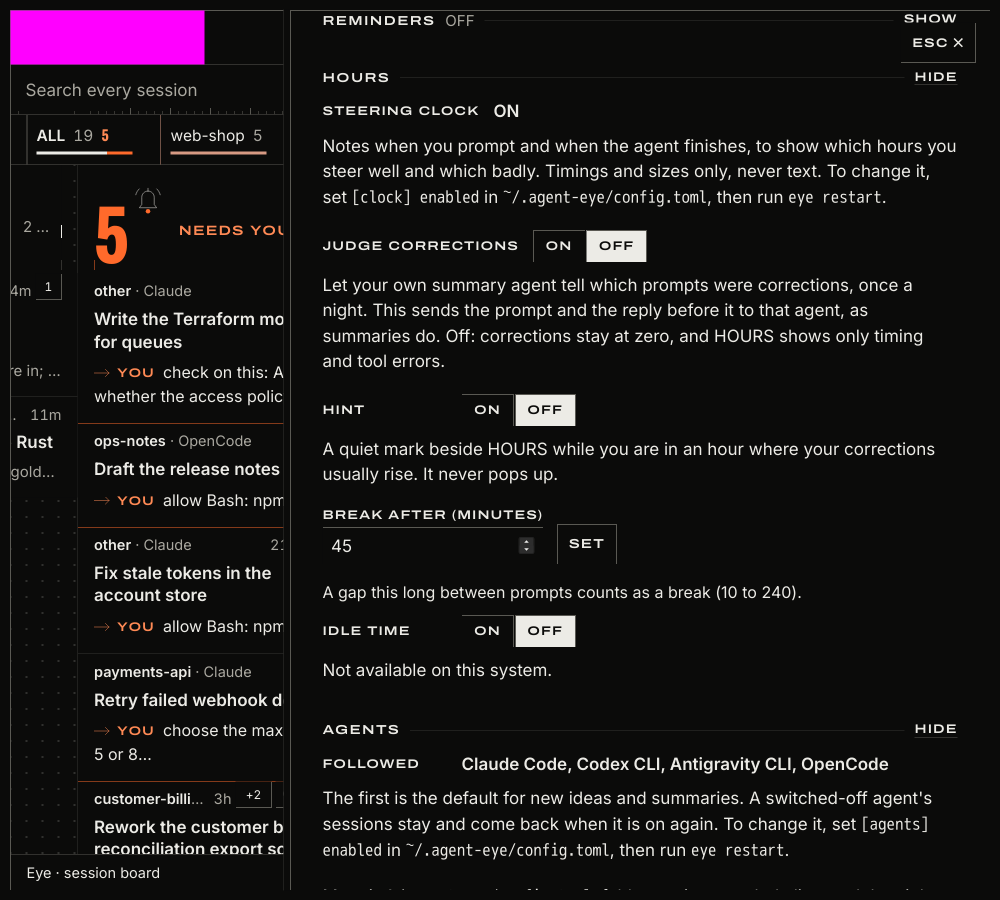 Search every session
ALL 19 5
web-shop 5
2 ...
5
NEEDS YOU
4m 1
other · Claude
Write the Terraform mo
for queues
→ YOU check on this: A
whether the access polic
re in; ...
. 11m
Rust
gold...
ops-notes · OpenCode
Draft the release notes
→ YOU allow Bash: npm
other · Claude
Fix stale tokens in the
account store
→ YOU allow Bash: npm
payments-api · Claude
Retry failed webhook d
→ YOU choose the max
5 or 8...
customer-billi... 3h +2
Rework the customer b
reconciliation export sc
Eye · session board
REMINDERS OFF
SHOW
ESC ×
HOURS
HIDE
STEERING CLOCK ON
Notes when you prompt and when the agent finishes, to show which hours you
steer well and which badly. Timings and sizes only, never text. To change it,
set [clock] enabled in ~/.agent-eye/config.toml, then run eye restart.
JUDGE CORRECTIONS ON OFF
Let your own summary agent tell which prompts were corrections, once a
night. This sends the prompt and the reply before it to that agent, as
summaries do. Off: corrections stay at zero, and HOURS shows only timing
and tool errors.
HINT ON OFF
A quiet mark beside HOURS while you are in an hour where your corrections
usually rise. It never pops up.
BREAK AFTER (MINUTES)
45 SET
A gap this long between prompts counts as a break (10 to 240).
IDLE TIME ON OFF
Not available on this system.
AGENTS
HIDE
FOLLOWED Claude Code, Codex CLI, Antigravity CLI, OpenCode
The first is the default for new ideas and summaries. A switched-off agent's
sessions stay and come back when it is on again. To change it, set [agents]
enabled in ~/.agent-eye/config.toml, then run eye restart.